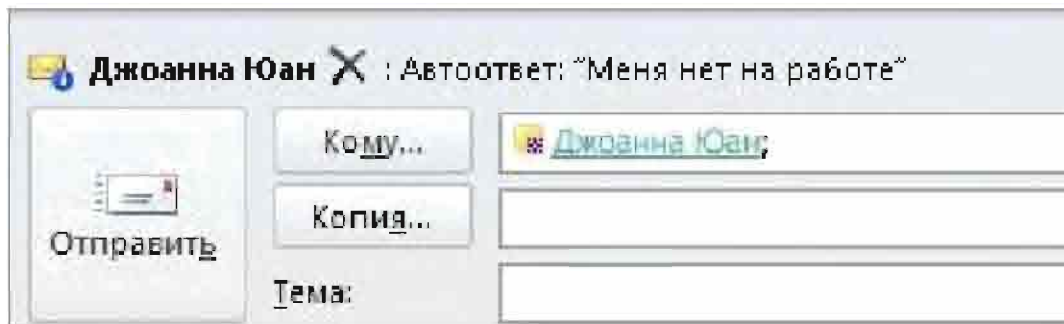 Джоанна Юан : Автоответ: "Меня нет на работе"
Кому... Джоанна Юан;
Копия...
Отправить
Тема: